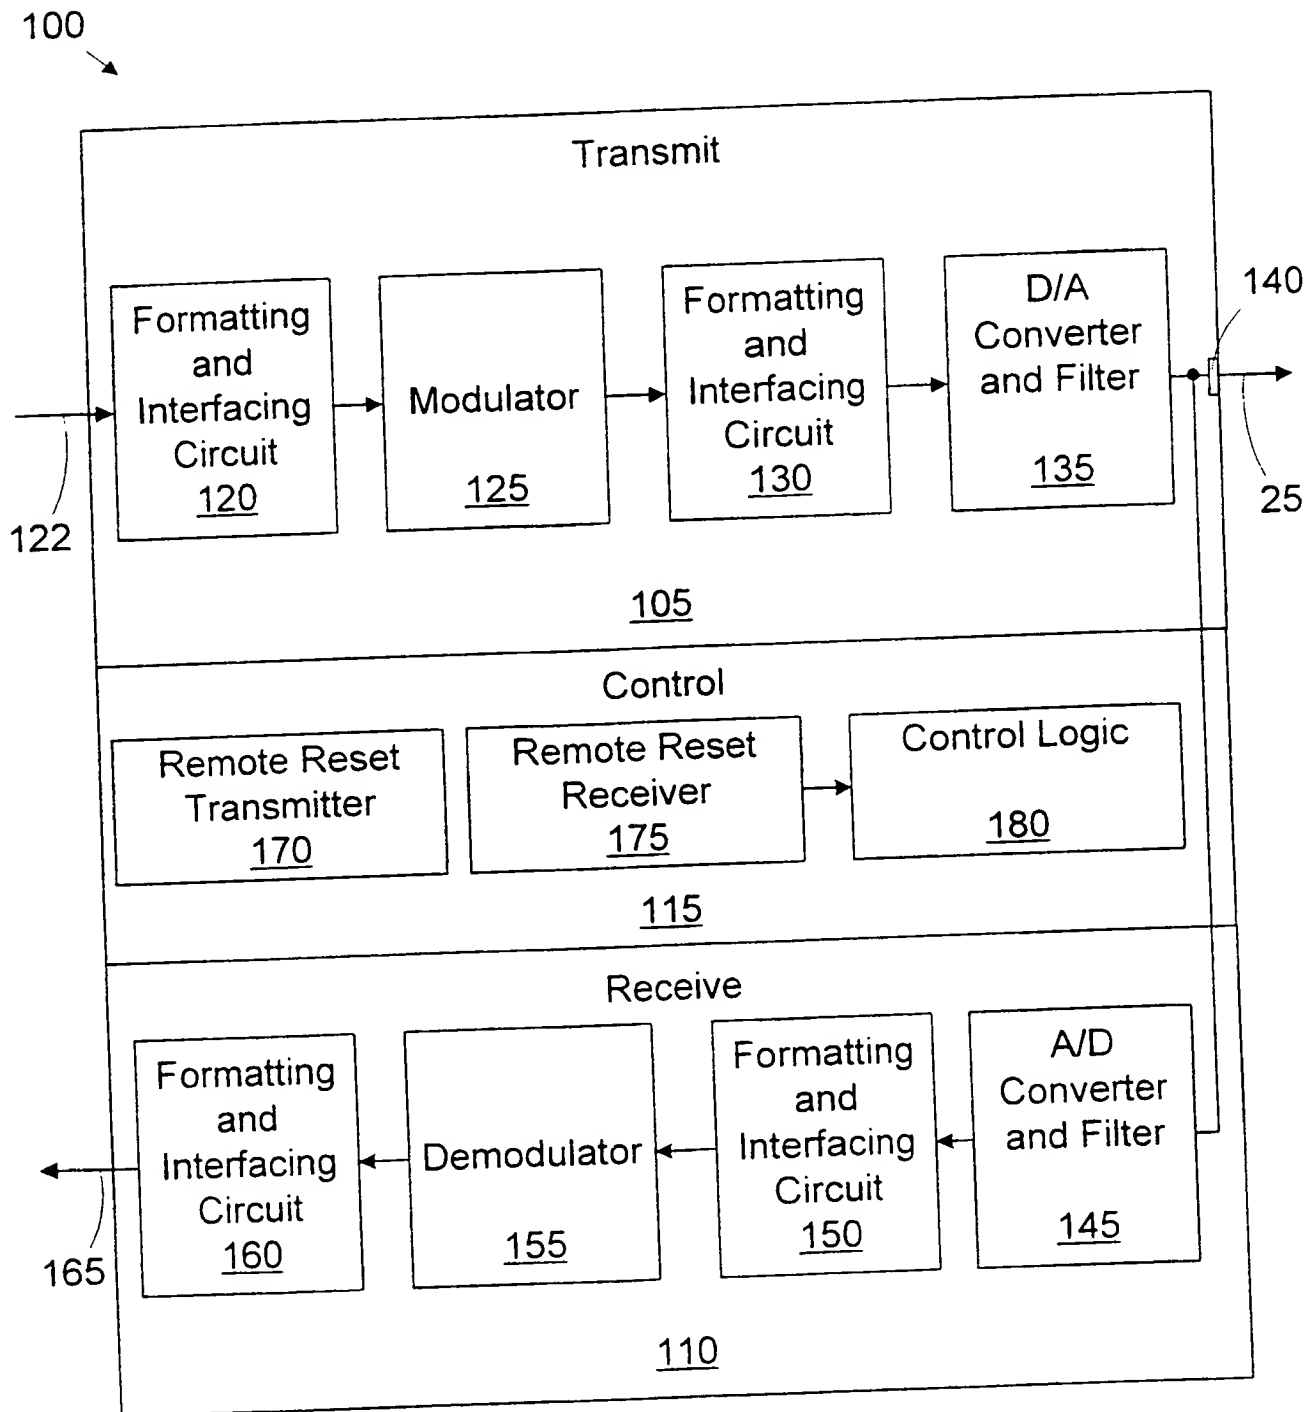 100
Transmit
Formatting
and
Interfacing
Circuit
120
Modulator
125
Formatting
and
Interfacing
Circuit
130
D/A
Converter
and Filter
135
140
122
25
105
Control
Remote Reset
Transmitter
170
Remote Reset
Receiver
175
Control Logic
180
115
Receive
Formatting
and
Interfacing
Circuit
160
Demodulator
155
Formatting
and
Interfacing
Circuit
150
A/D
Converter
and Filter
145
165
110